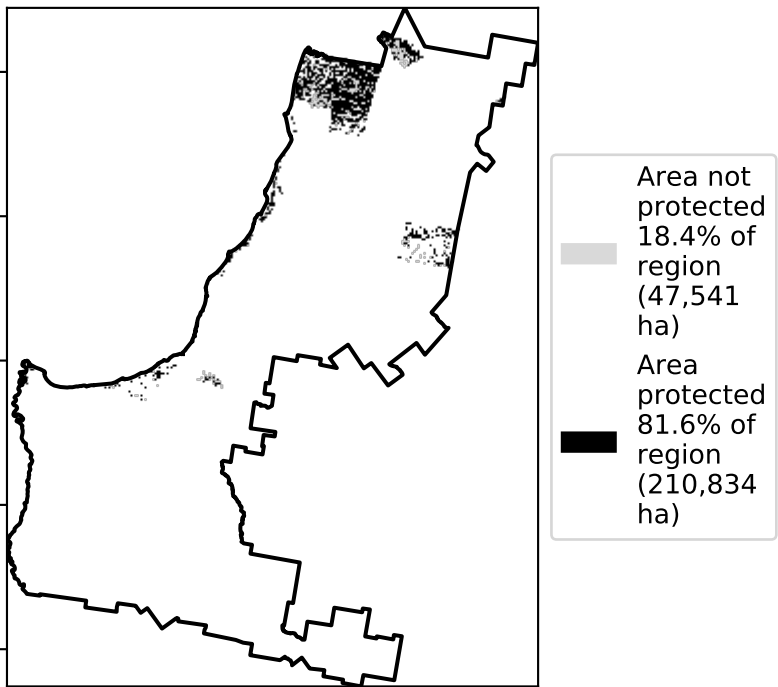 Area not
protected
18.4% of
region
(47,541
ha)
Area
protected
81.6% of
region
(210,834
ha)